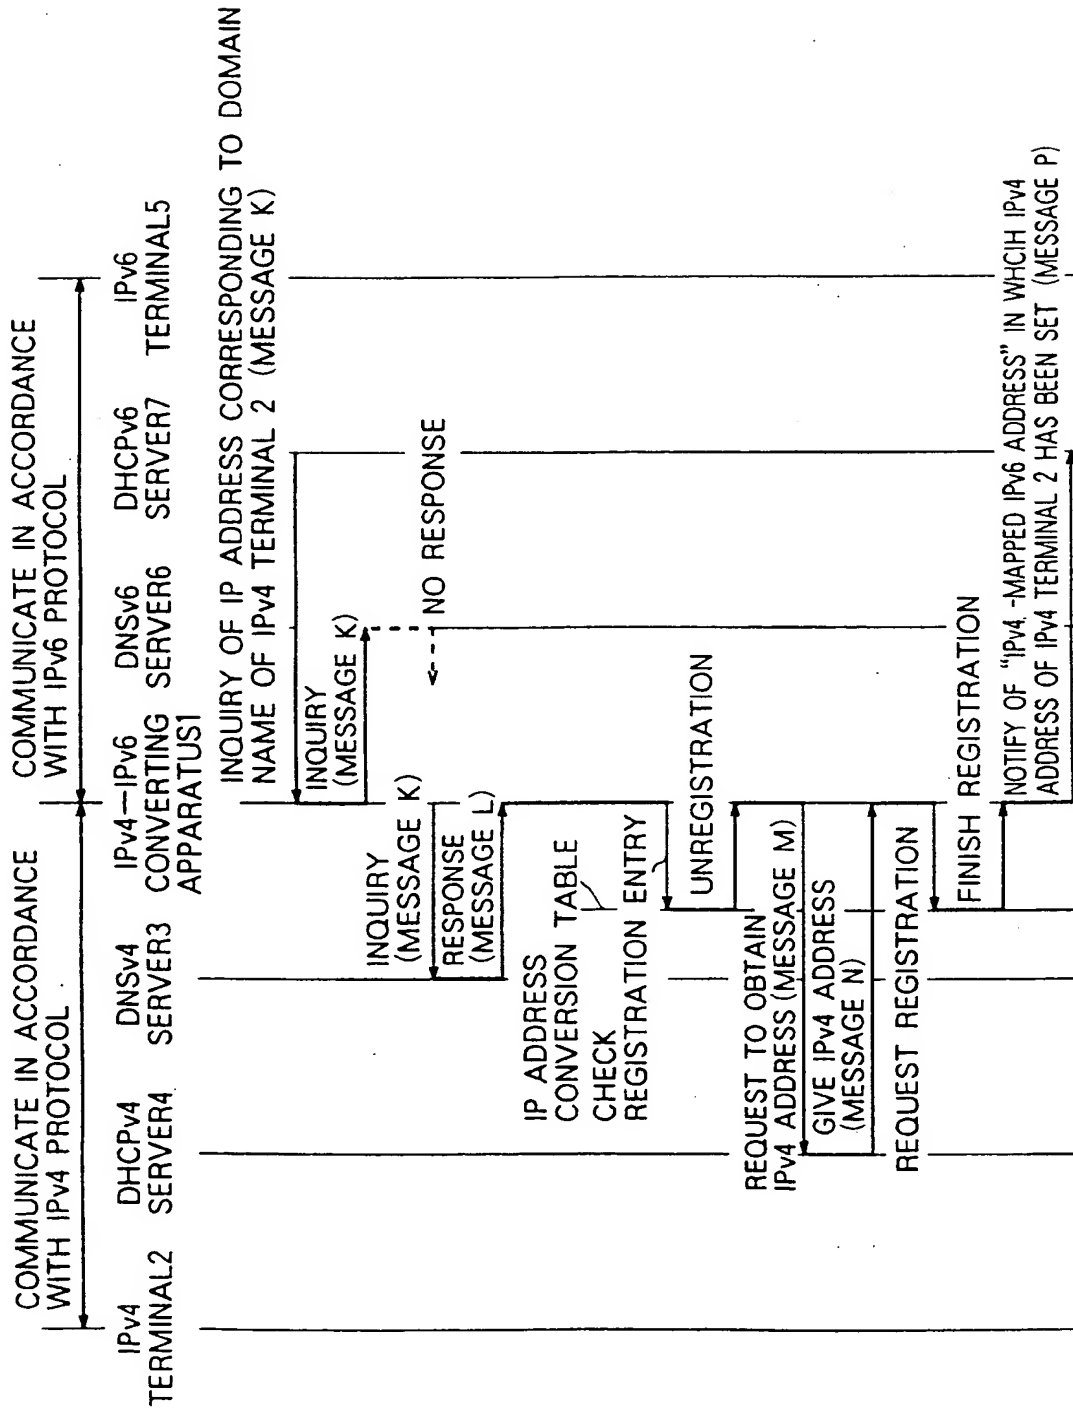 COMMUNICATE IN ACCORDANCE
WITH IPv4 PROTOCOL
COMMUNICATE IN ACCORDANCE
WITH IPv6 PROTOCOL
IPv4
TERMINAL2
DHCPv4
SERVER4
DNSv4
SERVER3
IPv4—IPv6
CONVERTING
APPARATUS1
DNSv6
SERVER6
DHCPv6
SERVER7
IPv6
TERMINAL5
INQUIRY OF IP ADDRESS CORRESPONDING TO DOMAIN
NAME OF IPv4 TERMINAL 2 (MESSAGE K)
INQUIRY
(MESSAGE K)
NO RESPONSE
INQUIRY
(MESSAGE K)
RESPONSE
(MESSAGE L)
IP ADDRESS
CONVERSION TABLE
CHECK
REGISTRATION ENTRY
UNREGISTRATION
REQUEST TO OBTAIN
IPv4 ADDRESS (MESSAGE M)
GIVE IPv4 ADDRESS
(MESSAGE N)
REQUEST REGISTRATION
FINISH REGISTRATION
NOTIFY OF "IPv4.-MAPPED IPv6 ADDRESS" IN WHCIH IPv4
ADDRESS OF IPv4 TERMINAL 2 HAS BEEN SET (MESSAGE P)